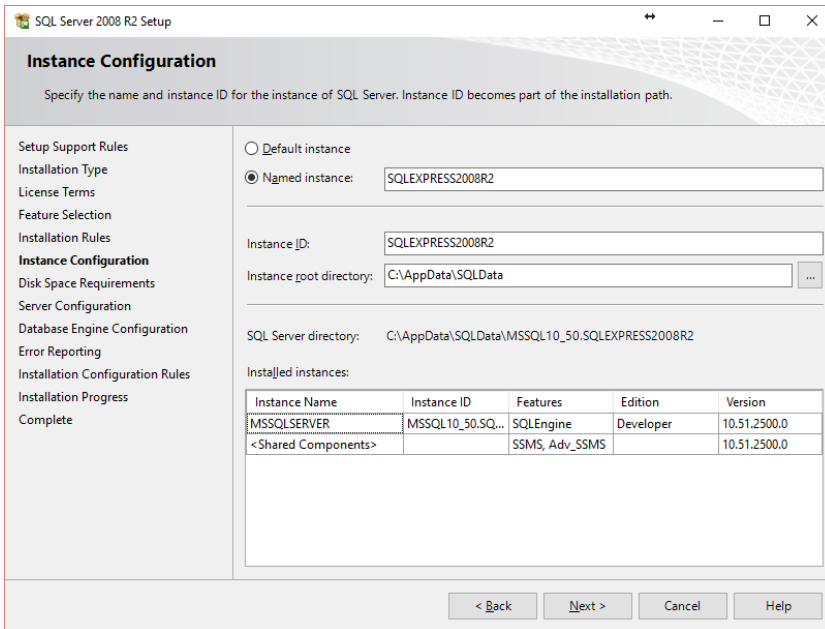 SQL Server 2008 R2 Setup
Instance Configuration
Specify the name and instance ID for the instance of SQL Server. Instance ID becomes part of the installation path.
Setup Support Rules
Installation Type
License Terms
Feature Selection
Installation Rules
Instance Configuration
Disk Space Requirements
Server Configuration
Database Engine Configuration
Error Reporting
Installation Configuration Rules
Installation Progress
Complete
Default instance
Named instance: SQLEXPRESS2008R2
Instance ID: SQLEXPRESS2008R2
Instance root directory: C:\AppData\SQLData ...
SQL Server directory: C:\AppData\SQLData\MSSQL10_50.SQLEXPRESS2008R2
Installed instances:
Instance Name Instance ID Features Edition Version
MSSQLSERVER MSSQL10_50.SQ... SQLEngine Developer 10.51.2500.0
<Shared Components> SSMS, Adv_SSMS 10.51.2500.0
< Back Next > Cancel Help